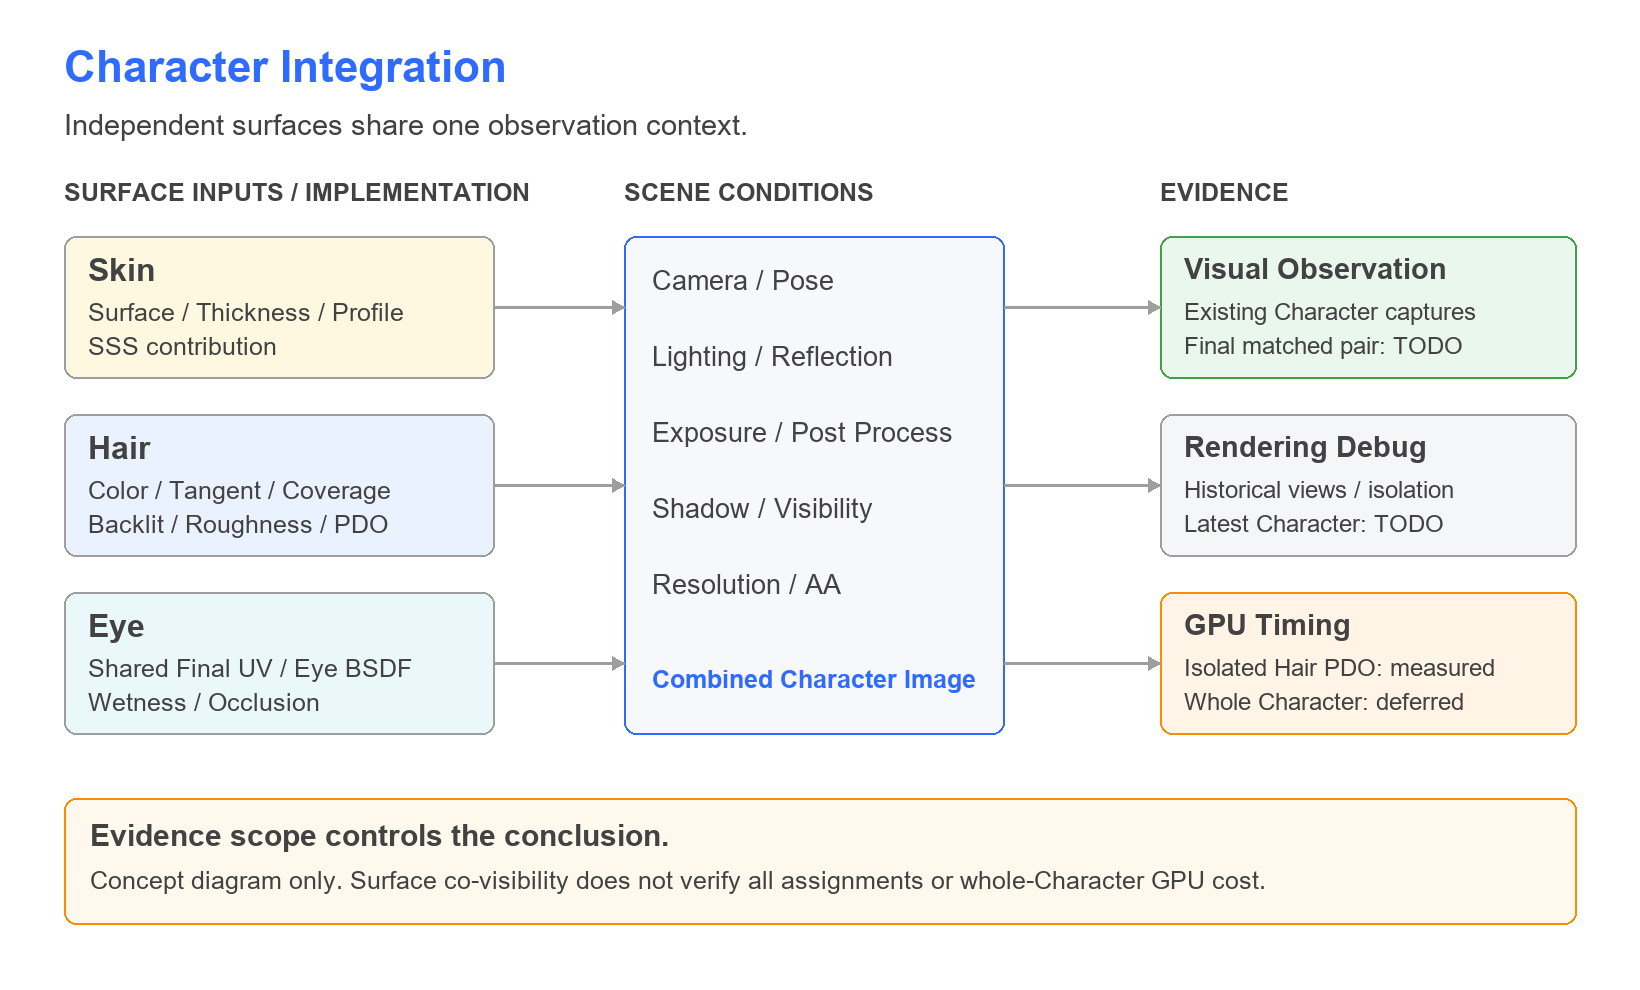 Character Integration
Independent surfaces share one observation context.
SURFACE INPUTS / IMPLEMENTATION
Skin
Surface / Thickness / Profile
SSS contribution
Hair
Color / Tangent / Coverage
Backlit / Roughness / PDO
Eye
Shared Final UV / Eye BSDF
Wetness / Occlusion
SCENE CONDITIONS
Camera / Pose
Lighting / Reflection
Exposure / Post Process
Shadow / Visibility
Resolution / AA
Combined Character Image
EVIDENCE
Visual Observation
Existing Character captures
Final matched pair: TODO
Rendering Debug
Historical views / isolation
Latest Character: TODO
GPU Timing
Isolated Hair PDO: measured
Whole Character: deferred
Evidence scope controls the conclusion.
Concept diagram only. Surface co-visibility does not verify all assignments or whole-Character GPU cost.